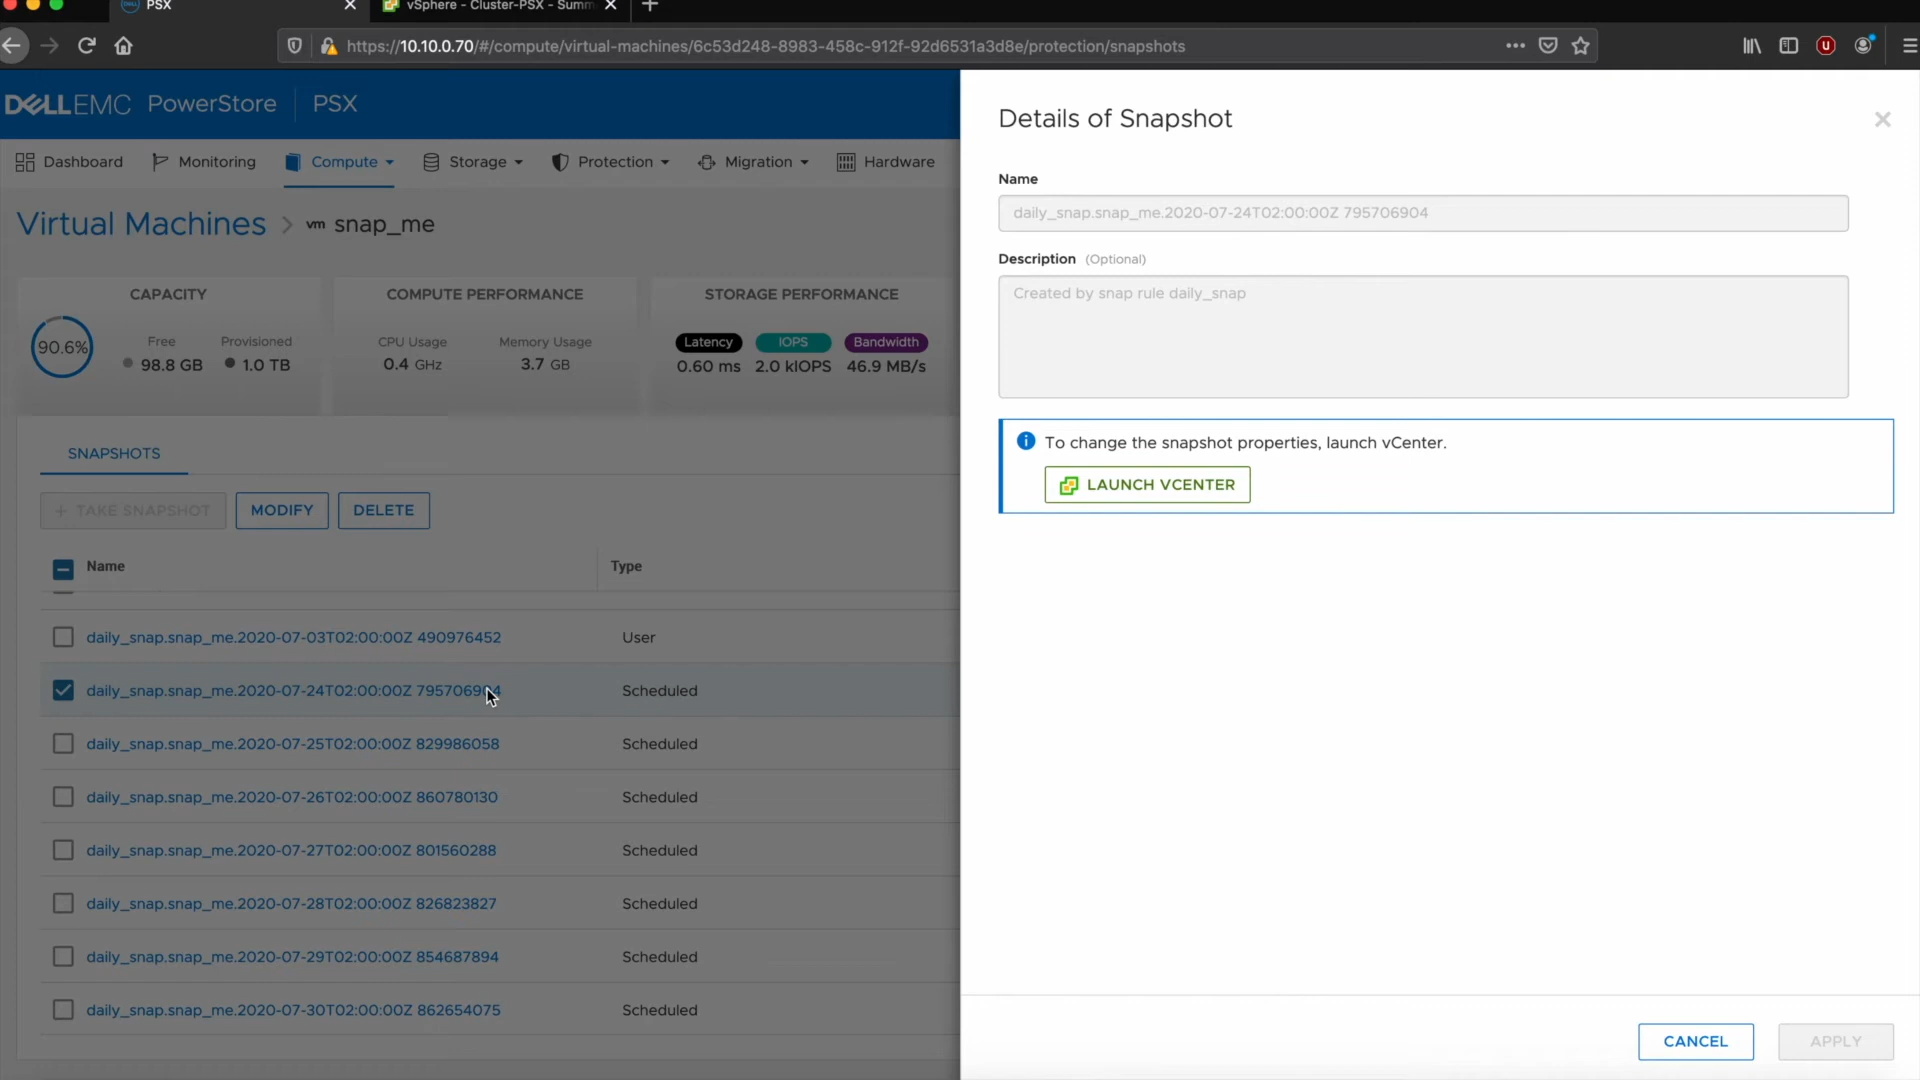 PSX
vSphere - Cluster-PSX - Summ
https://10.10.0.70/#/compute/virtual-machines/6c53d248-8983-458c-912f-92d6531a3d8e/protection/snapshots
DELLEMC PowerStore PSX
Dashboard Monitoring Compute Storage Protection Migration Hardware
Virtual Machines > vm snap_me
CAPACITY
90.6%
Free
98.8 GB
Provisioned
1.0 TB
COMPUTE PERFORMANCE
CPU Usage
0.4 GHz
Memory Usage
3.7 GB
STORAGE PERFORMANCE
Latency IOPS Bandwidth
0.60 ms 2.0 kIOPS 46.9 MB/s
SNAPSHOTS
+ TAKE SNAPSHOT MODIFY DELETE
Name Type
daily_snap.snap_me.2020-07-03T02:00:00Z 490976452 User
daily_snap.snap_me.2020-07-24T02:00:00Z 795706904 Scheduled
daily_snap.snap_me.2020-07-25T02:00:00Z 829986058 Scheduled
daily_snap.snap_me.2020-07-26T02:00:00Z 860780130 Scheduled
daily_snap.snap_me.2020-07-27T02:00:00Z 801560288 Scheduled
daily_snap.snap_me.2020-07-28T02:00:00Z 826823827 Scheduled
daily_snap.snap_me.2020-07-29T02:00:00Z 854687894 Scheduled
daily_snap.snap_me.2020-07-30T02:00:00Z 862654075 Scheduled
Details of Snapshot
Name
daily_snap.snap_me.2020-07-24T02:00:00Z 795706904
Description (Optional)
Created by snap rule daily_snap
To change the snapshot properties, launch vCenter.
LAUNCH VCENTER
CANCEL APPLY